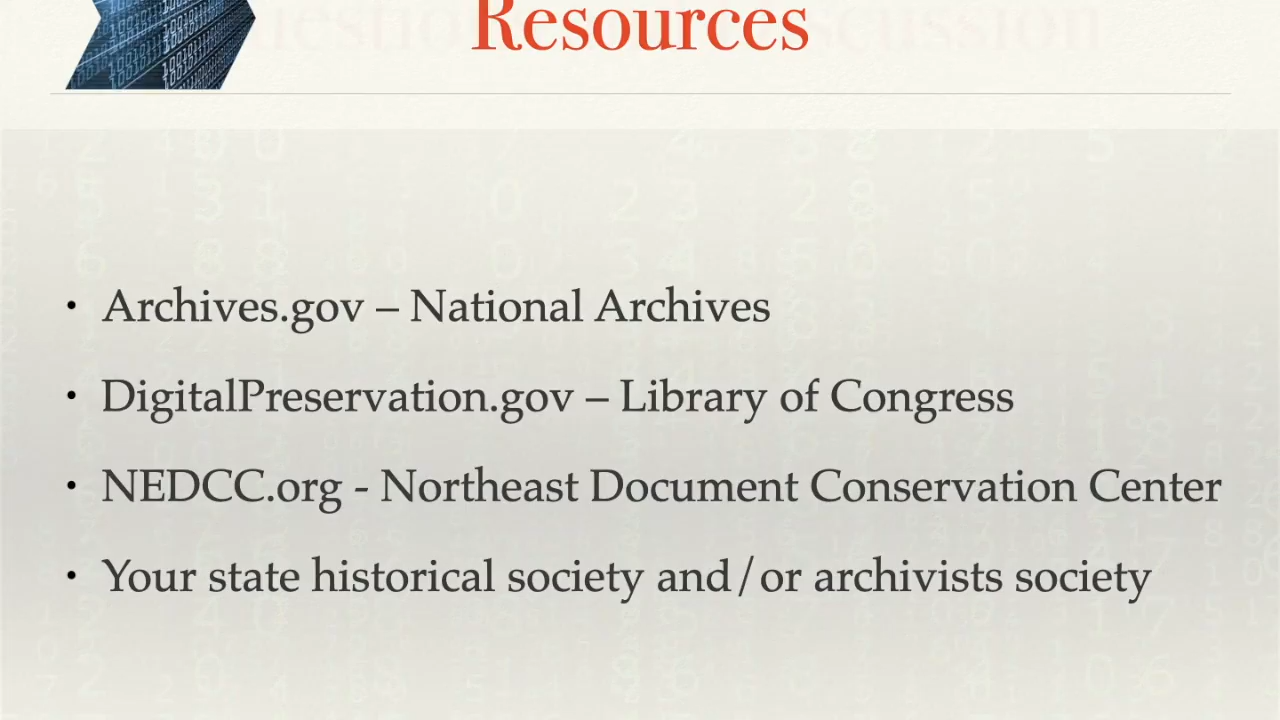 Resources
• Archives.gov – National Archives
• DigitalPreservation.gov – Library of Congress
• NEDCC.org - Northeast Document Conservation Center
• Your state historical society and/or archivists society